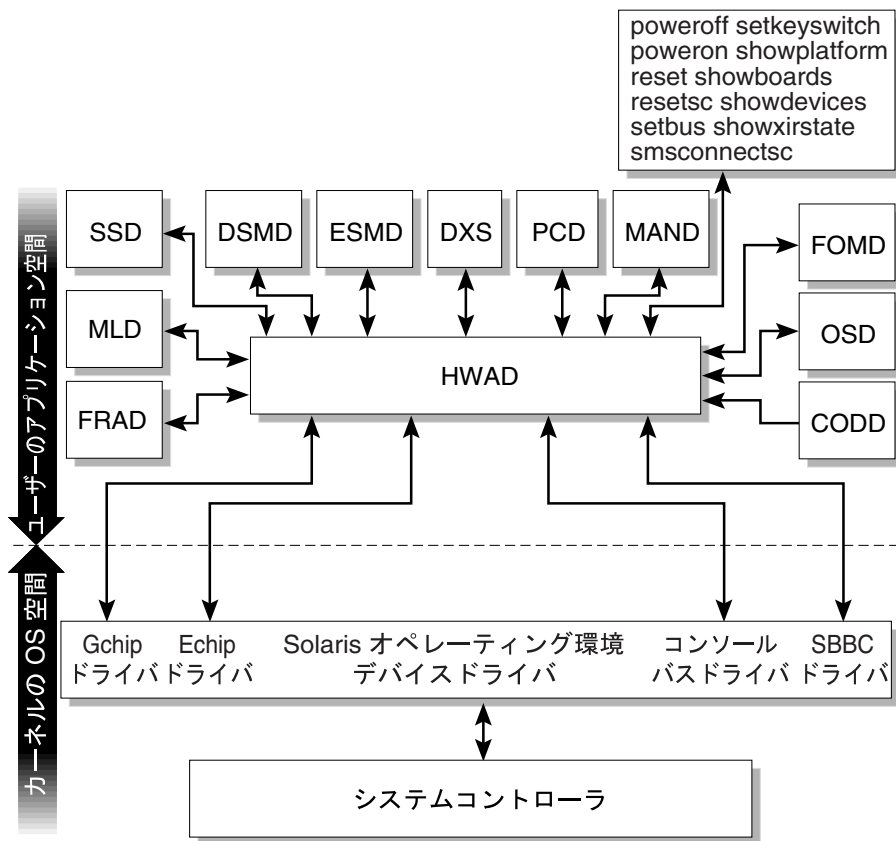 poweroff setkeyswitch
poweron showplatform
reset showboards
resetsc showdevices
setbus showxirstate
smsconnectsc
ユーザーのアプリケーション空間
SSD
DSMD
ESMD
DXS
PCD
MAND
FOMD
MLD
OSD
HWAD
FRAD
CODD
カーネルの OS 空間
Gchip
ドライバ
Echip
ドライバ
Solaris オペレーティング環境
デバイスドライバ
コンソール
バスドライバ
SBBC
ドライバ
システムコントローラ